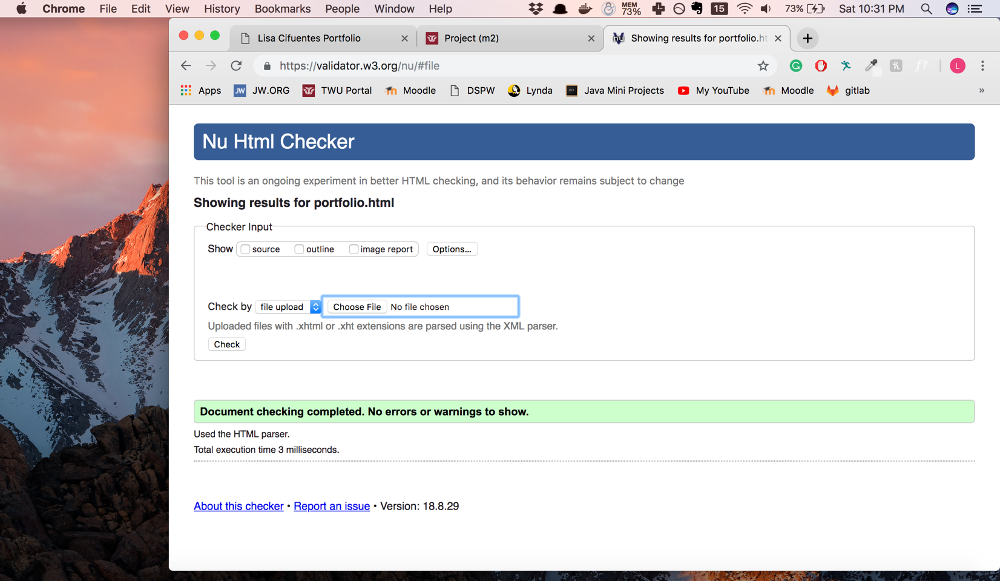 Chrome File Edit View History Bookmarks People Window Help MEM 73% 15 73% Sat 10:31 PM
Lisa Cifuentes Portfolio Project (m2) nu Showing results for portfolio.ht
https://validator.w3.org/nu/#file L
Apps JW JW.ORG TWU Portal Moodle DSPW Lynda Java Mini Projects My YouTube Moodle gitlab »
Nu Html Checker
This tool is an ongoing experiment in better HTML checking, and its behavior remains subject to change
Showing results for portfolio.html
Checker Input
Show source outline image report Options...
Check by file upload Choose File No file chosen
Uploaded files with .xhtml or .xht extensions are parsed using the XML parser.
Check
Document checking completed. No errors or warnings to show.
Used the HTML parser.
Total execution time 3 milliseconds.
About this checker • Report an issue • Version: 18.8.29